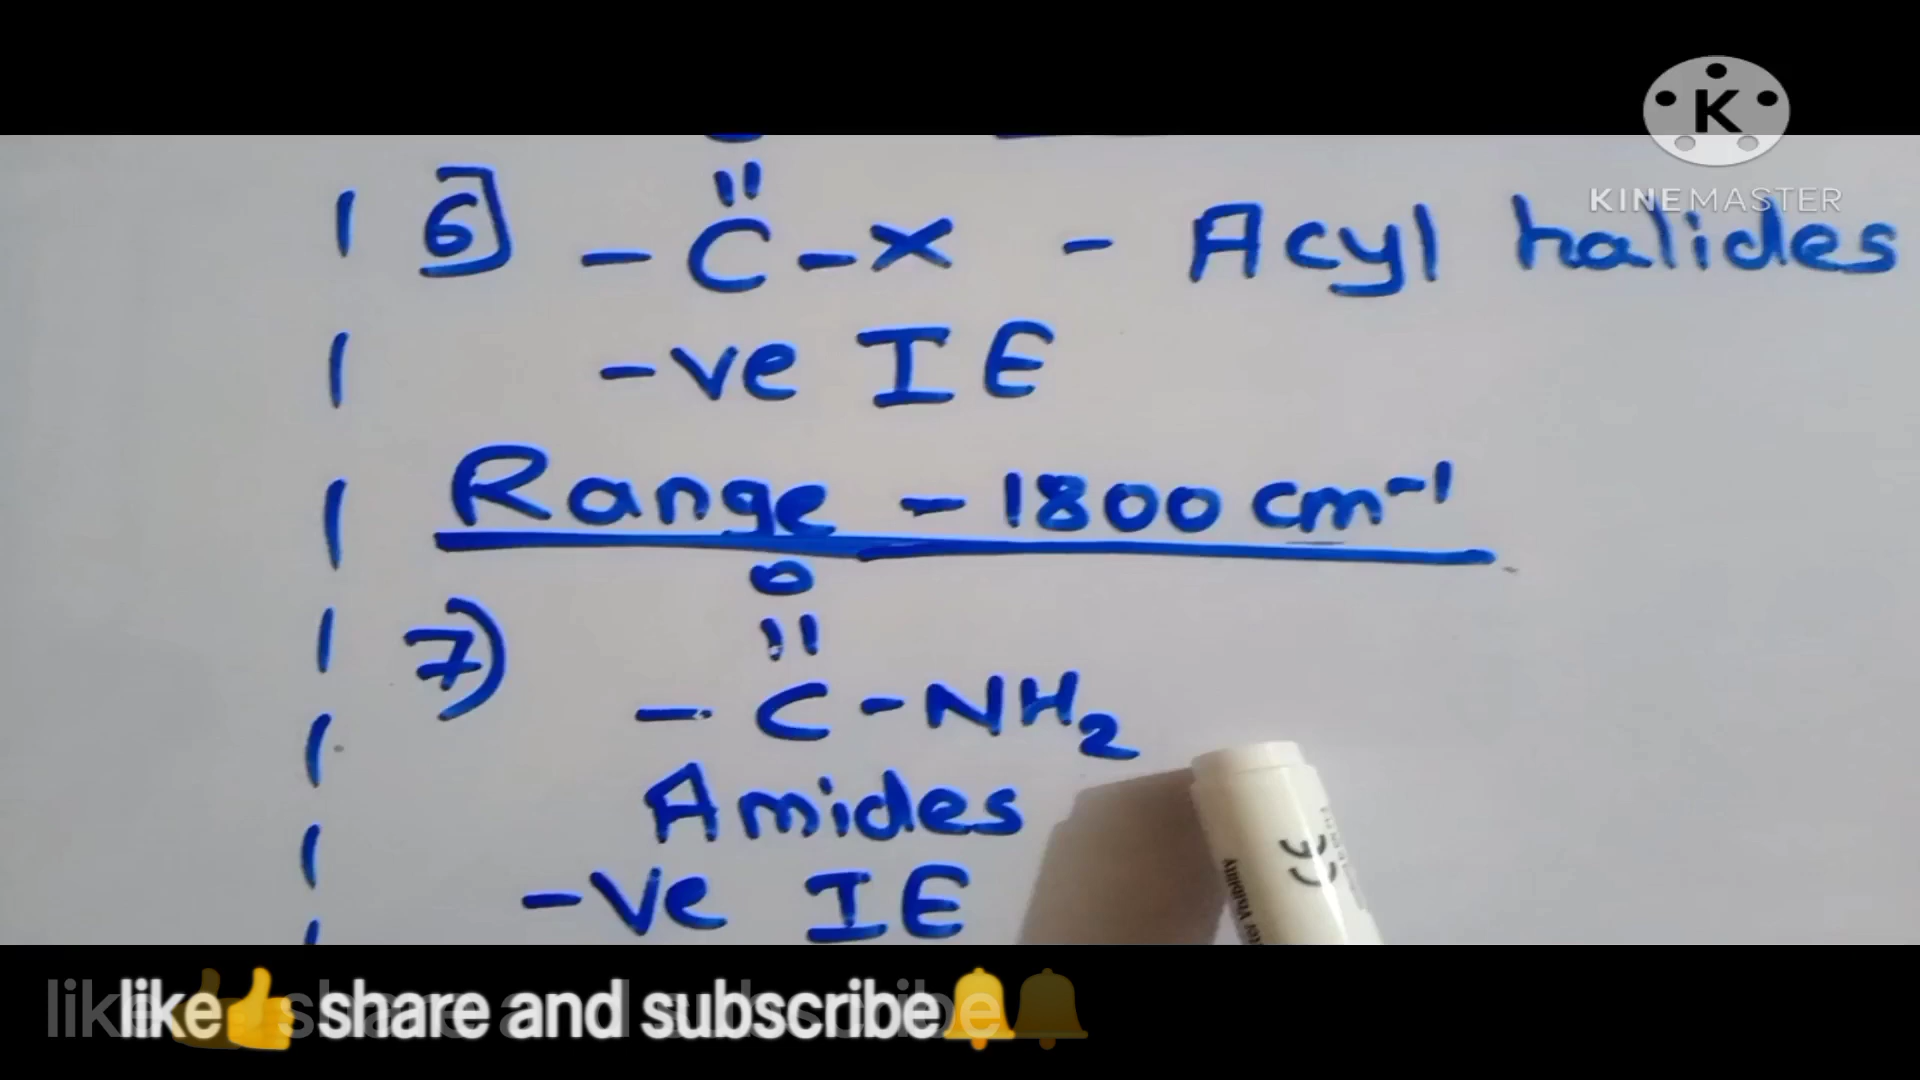 K
KINEMASTER
6] - C - X - Acyl halides
-ve IE
Range - 1800 cm⁻¹
O
7)
- C - NH₂
Amides
-ve IE
like👍 share and subscribe🔔